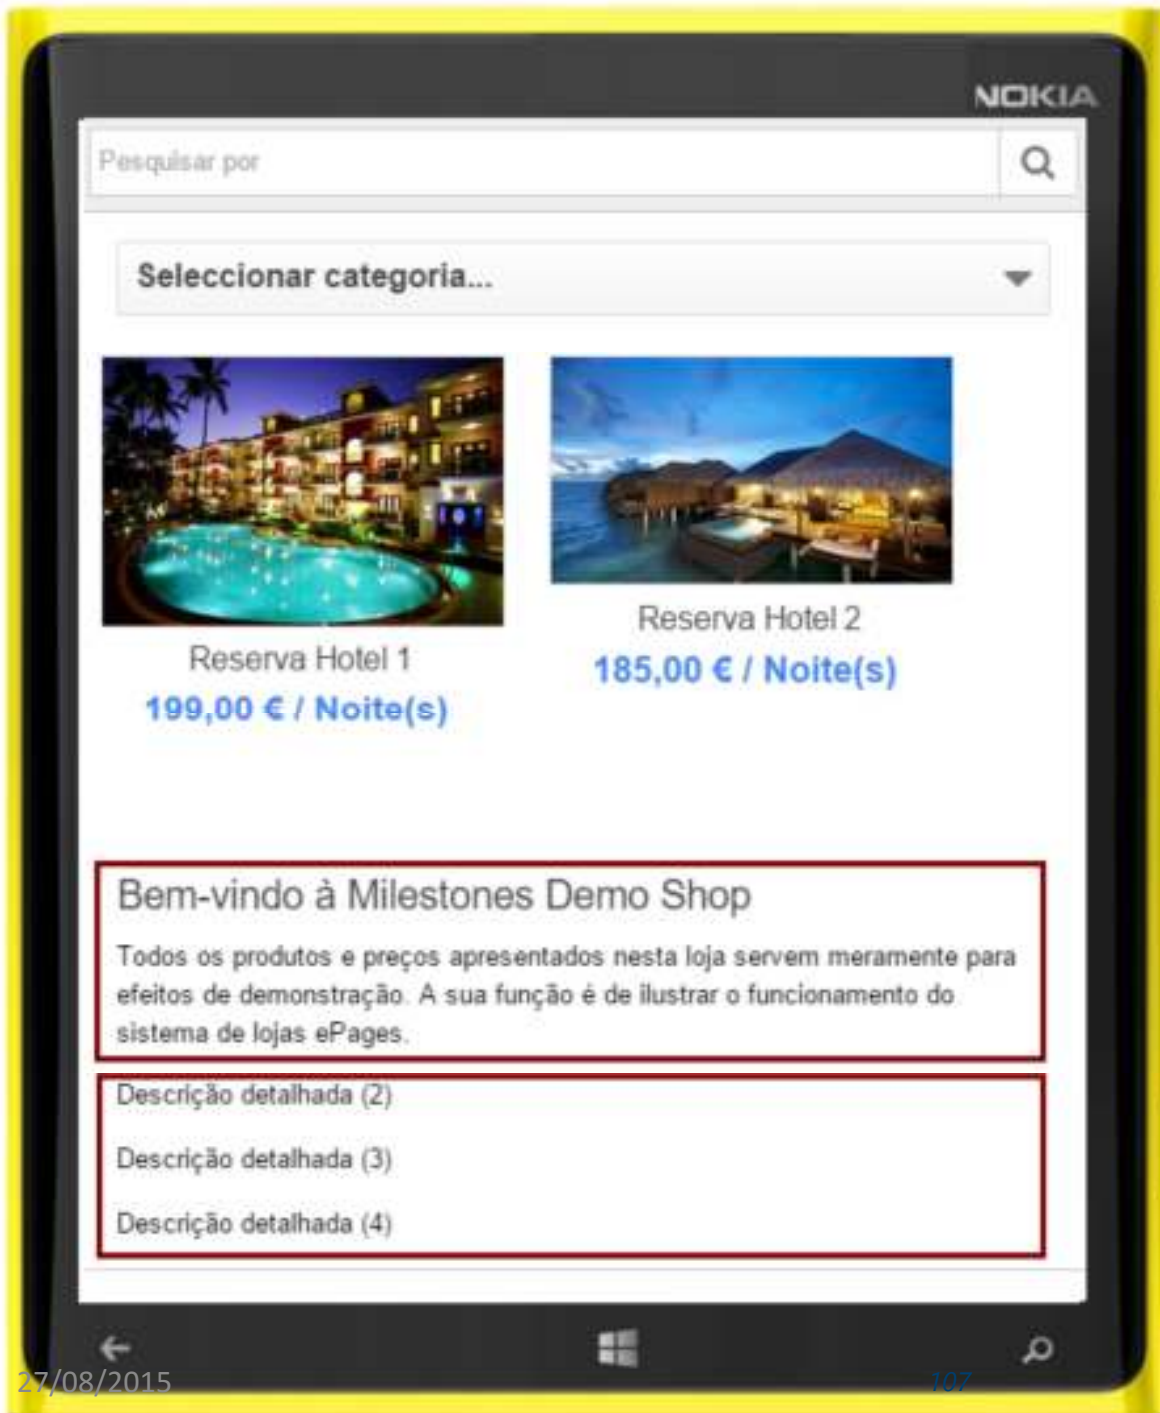 NOKIA
Pesquisar por
Seleccionar categoria...
Reserva Hotel 1
199,00 € / Noite(s)
Reserva Hotel 2
185,00 € / Noite(s)
Bem-vindo à Milestones Demo Shop
Todos os produtos e preços apresentados nesta loja servem meramente para
efeitos de demonstração. A sua função é de ilustrar o funcionamento do
sistema de lojas ePages.
Descrição detalhada (2)
Descrição detalhada (3)
Descrição detalhada (4)
27/08/2015
107